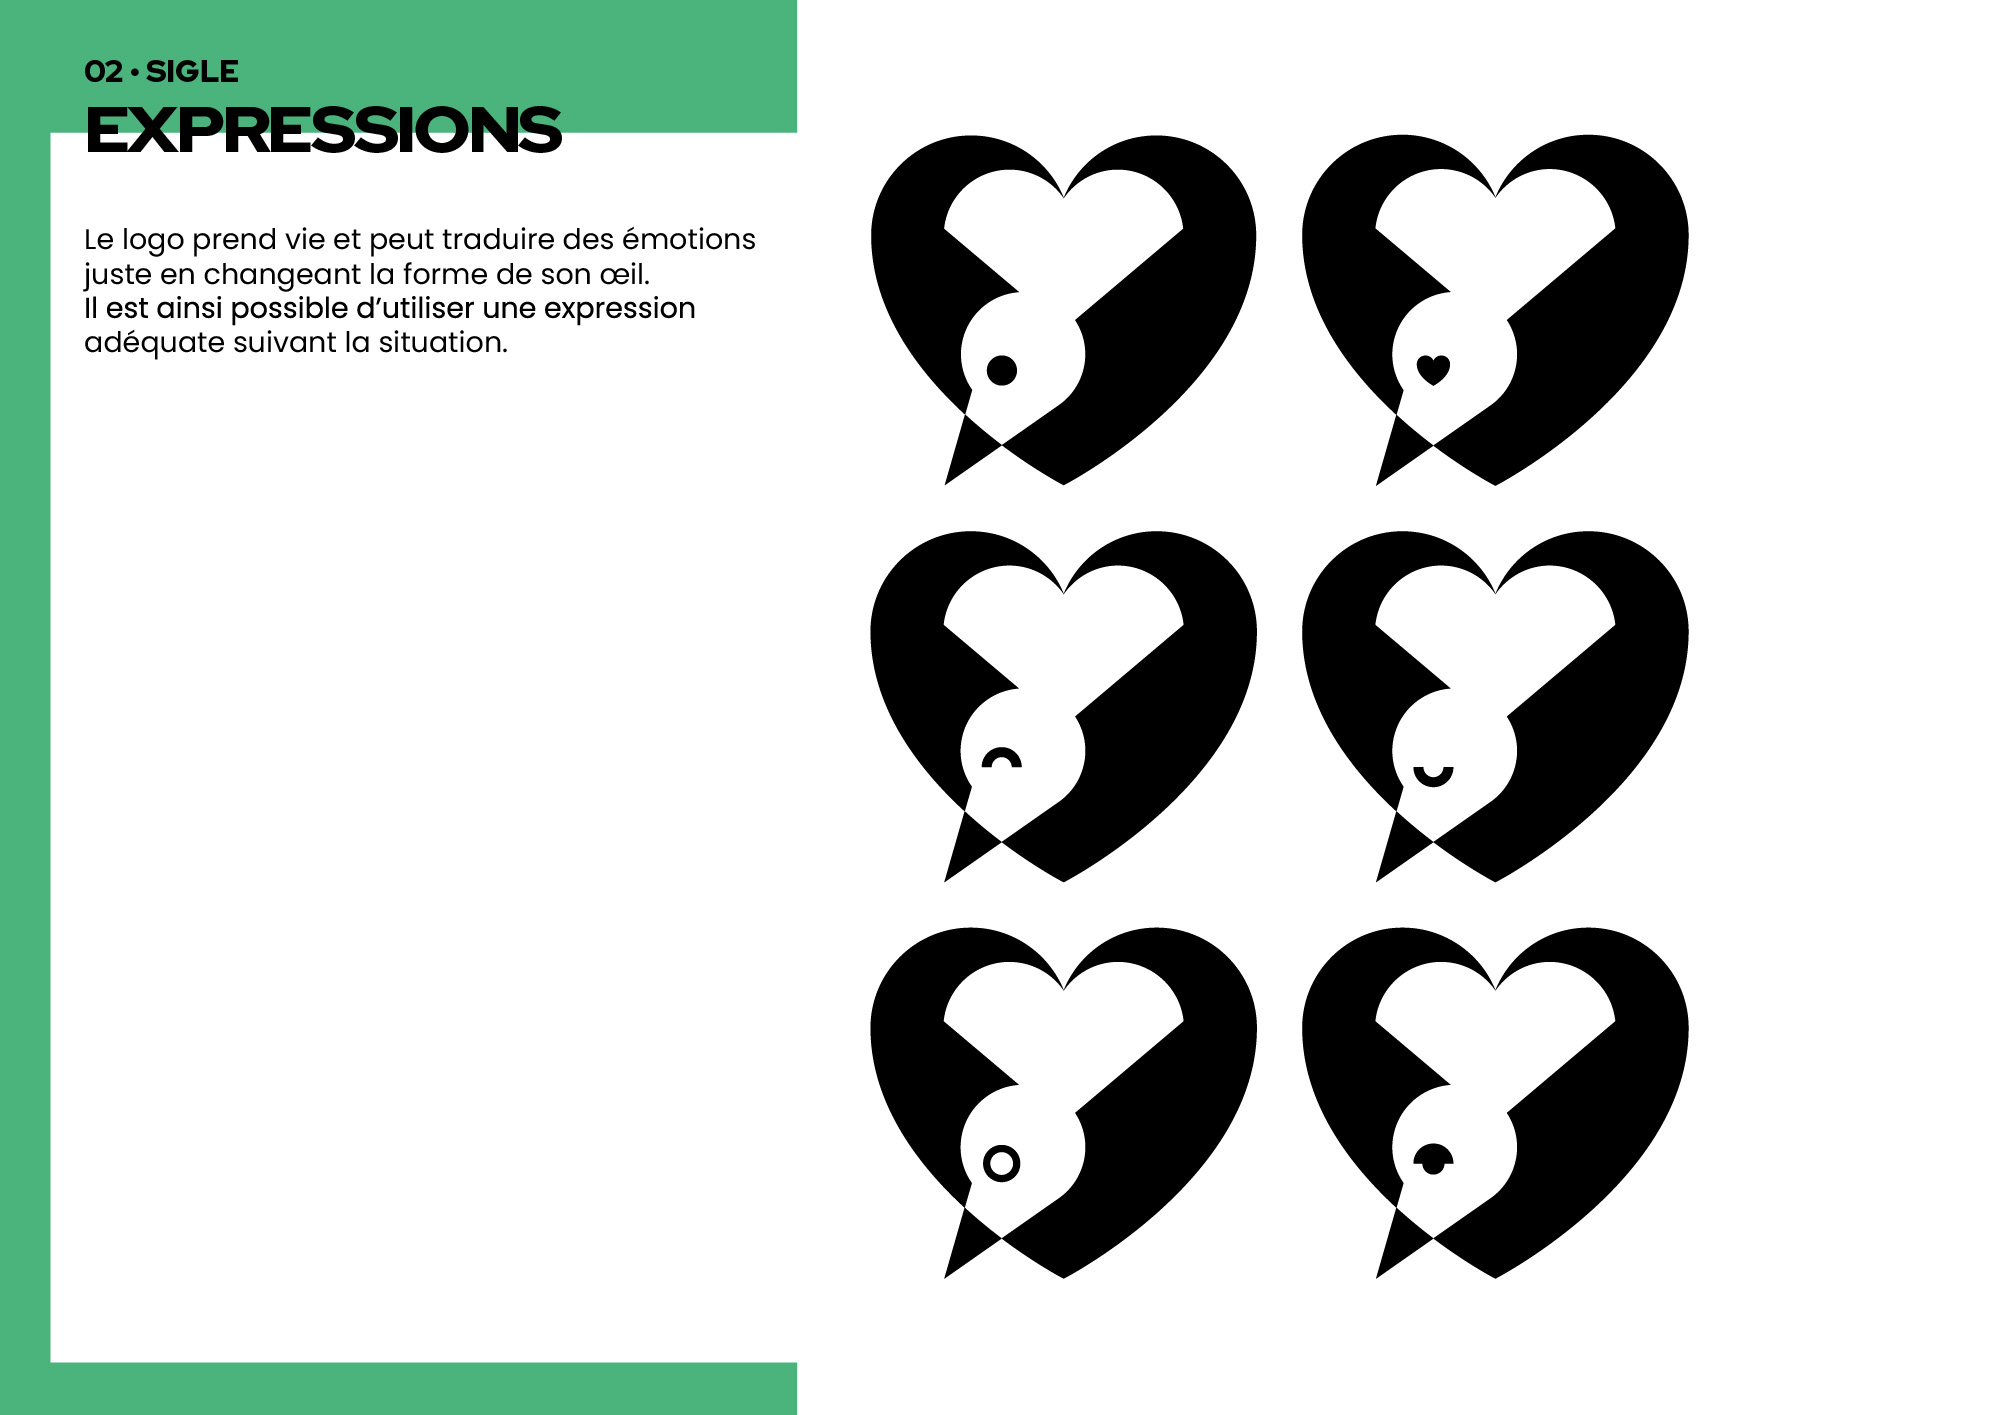 02 • SIGLE
EXPRESSIONS
Le logo prend vie et peut traduire des émotions
juste en changeant la forme de son œil.
Il est ainsi possible d’utiliser une expression
adéquate suivant la situation.